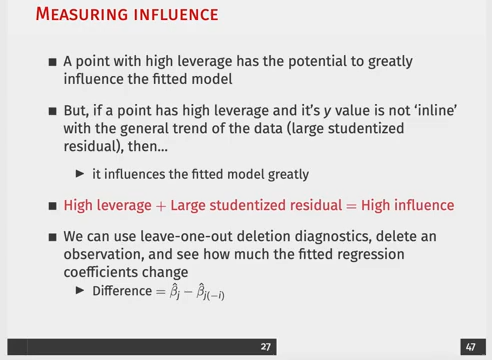 MEASURING INFLUENCE
■ A point with high leverage has the potential to greatly
influence the fitted model
■ But, if a point has high leverage and it's y value is not 'inline'
with the general trend of the data (large studentized
residual), then...
▶ it influences the fitted model greatly
■ High leverage + Large studentized residual = High influence
■ We can use leave-one-out deletion diagnostics, delete an
observation, and see how much the fitted regression
coefficients change
▶ Difference = β̂j − β̂j(−i)
27 47